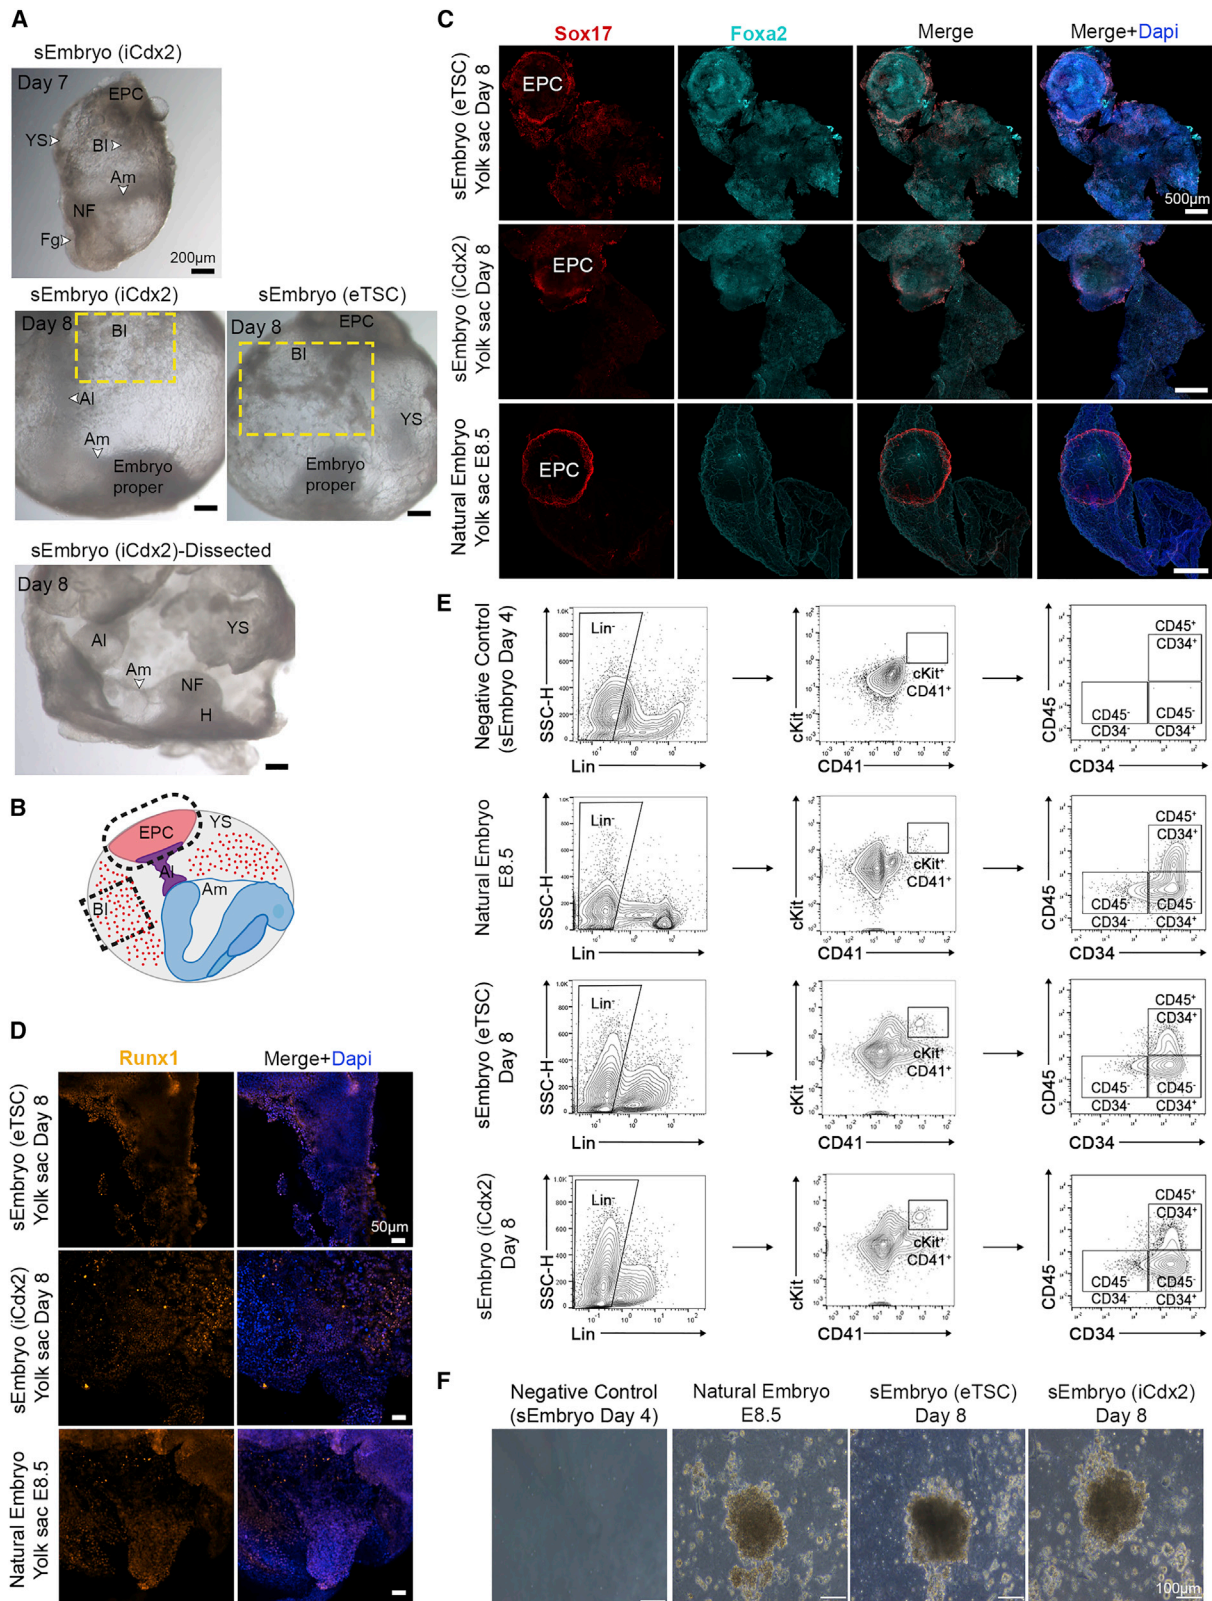 A
sEmbryo (iCdx2)
Day 7
EPC
YS
Bl
Am
NF
Fg
200µm
sEmbryo (iCdx2)
Day 8
Bl
Al
Am
Embryo
proper
sEmbryo (eTSC)
Day 8
EPC
Bl
YS
Embryo
proper
sEmbryo (iCdx2)-Dissected
Day 8
Al
YS
Am
NF
H
B
EPC
YS
Al
Am
Bl
C
Sox17
Foxa2
Merge
Merge+Dapi
sEmbryo (eTSC)
Yolk sac Day 8
EPC
500µm
sEmbryo (iCdx2)
Yolk sac Day 8
EPC
Natural Embryo
Yolk sac E8.5
EPC
D
Runx1
Merge+Dapi
sEmbryo (eTSC)
Yolk sac Day 8
50µm
sEmbryo (iCdx2)
Yolk sac Day 8
Natural Embryo
Yolk sac E8.5
E
Negative Control
(sEmbryo Day 4)
SSC-H
Lin-
Lin
cKit
cKit+
CD41+
CD41
CD45
CD45+
CD34+
CD45-
CD34-
CD45-
CD34+
CD34
Natural Embryo
E8.5
SSC-H
Lin-
Lin
cKit
cKit+
CD41+
CD41
CD45
CD45+
CD34+
CD45-
CD34-
CD45-
CD34+
CD34
sEmbryo (eTSC)
Day 8
SSC-H
Lin-
Lin
cKit
cKit+
CD41+
CD41
CD45
CD45+
CD34+
CD45-
CD34-
CD45-
CD34+
CD34
sEmbryo (iCdx2)
Day 8
SSC-H
Lin-
Lin
cKit
cKit+
CD41+
CD41
CD45
CD45+
CD34+
CD45-
CD34-
CD45-
CD34+
CD34
F
Negative Control
(sEmbryo Day 4)
Natural Embryo
E8.5
sEmbryo (eTSC)
Day 8
sEmbryo (iCdx2)
Day 8
100µm